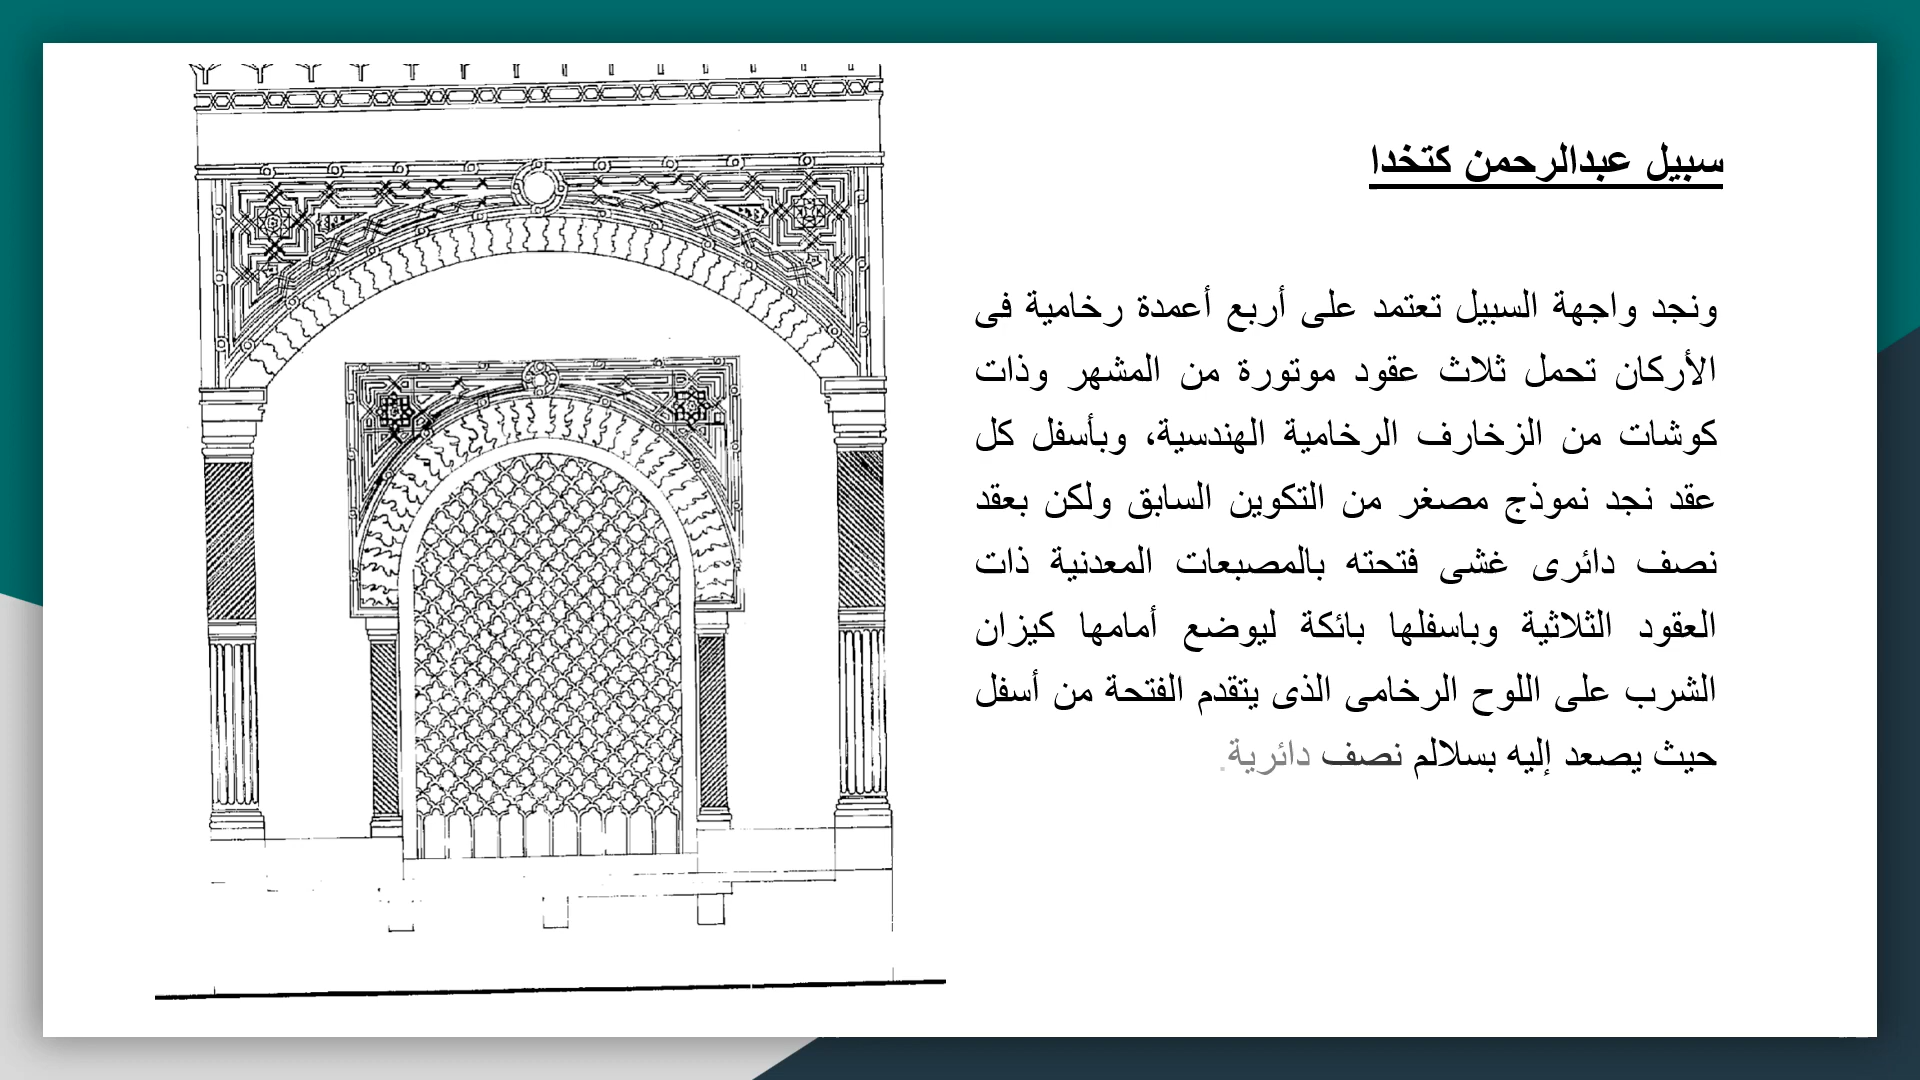 سبيل عبدالرحمن كتخدا
ونجد واجهة السبيل تعتمد على أربع أعمدة رخامية فى
الأركان تحمل ثلاث عقود موتورة من المشهر وذات
كوشات من الزخارف الرخامية الهندسية، وبأسفل كل
عقد نجد نموذج مصغر من التكوين السابق ولكن بعقد
نصف دائرى غشى فتحته بالمصبعات المعدنية ذات
العقود الثلاثية وباسفلها بائكة ليوضع أمامها كيزان
الشرب على اللوح الرخامى الذى يتقدم الفتحة من أسفل
حيث يصعد إليه بسلالم نصف دائرية.